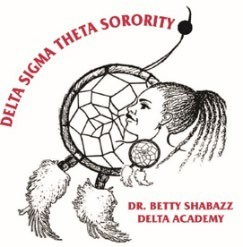 DELTA SIGMA THETA SORORITY
DR. BETTY SHABAZZ
DELTA ACADEMY